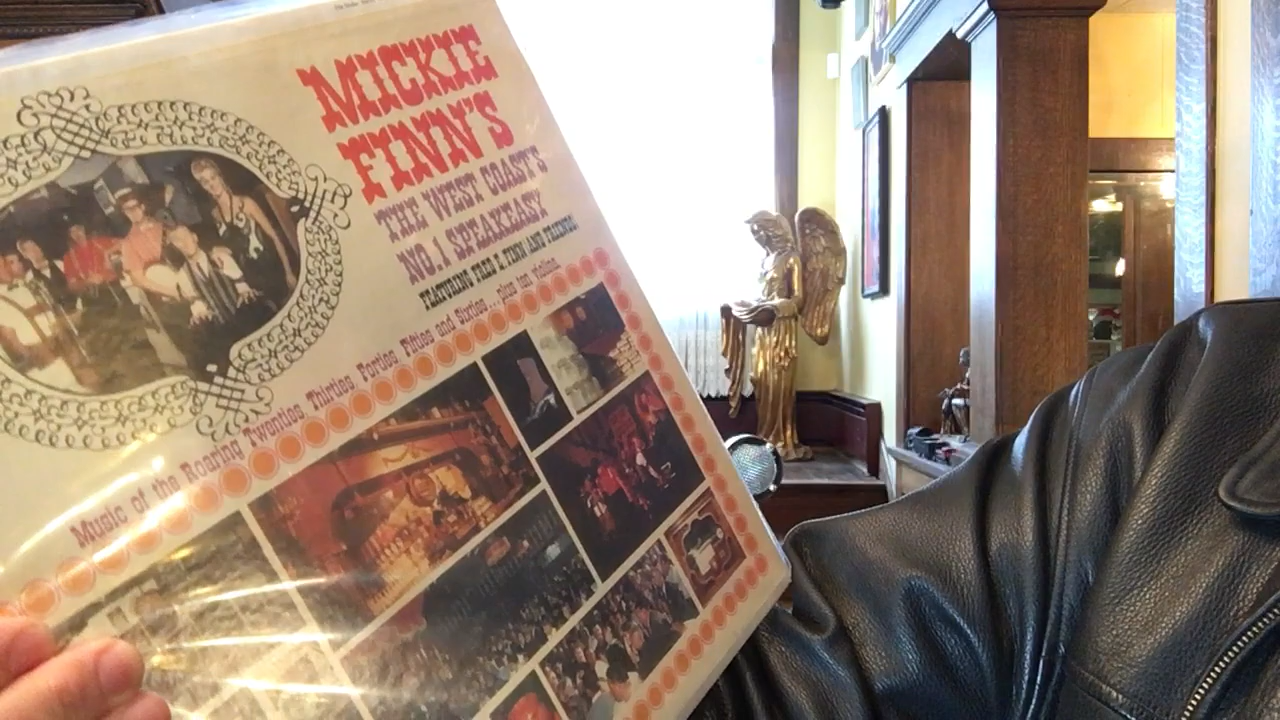 MICKIE
FINN'S
THE WEST COAST'S
NO.1 SPEAKEASY
FEATURING FRED E. FINN (AND FRIENDS)
Music of the Roaring Twenties, Thirties, Forties, Fifties and Sixties...plus ten violins